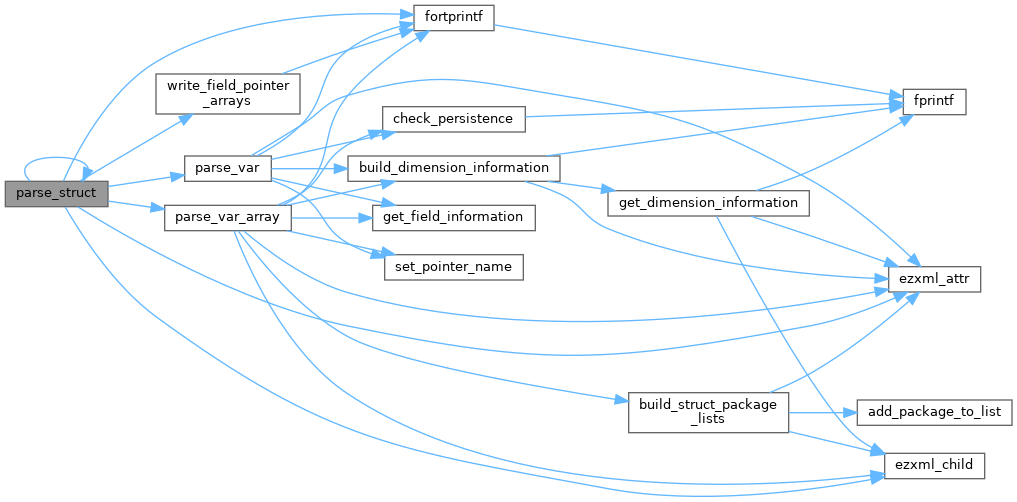 parse_struct
fortprintf
write_field_pointer
_arrays
parse_var
parse_var_array
check_persistence
build_dimension_information
get_field_information
set_pointer_name
fprintf
get_dimension_information
ezxml_attr
build_struct_package
_lists
add_package_to_list
ezxml_child